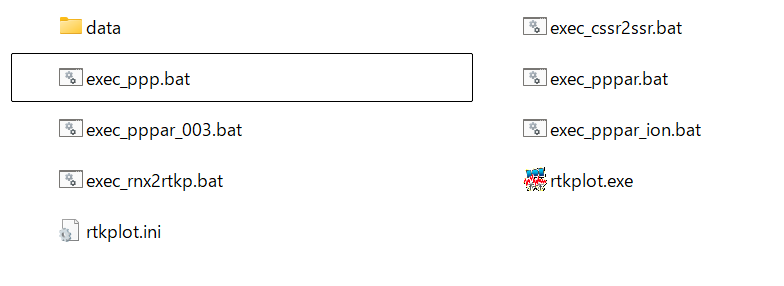 data
exec_cssr2ssr.bat
exec_ppp.bat
exec_pppar.bat
exec_pppar_003.bat
exec_pppar_ion.bat
exec_rnx2rtkp.bat
rtkplot.exe
rtkplot.ini